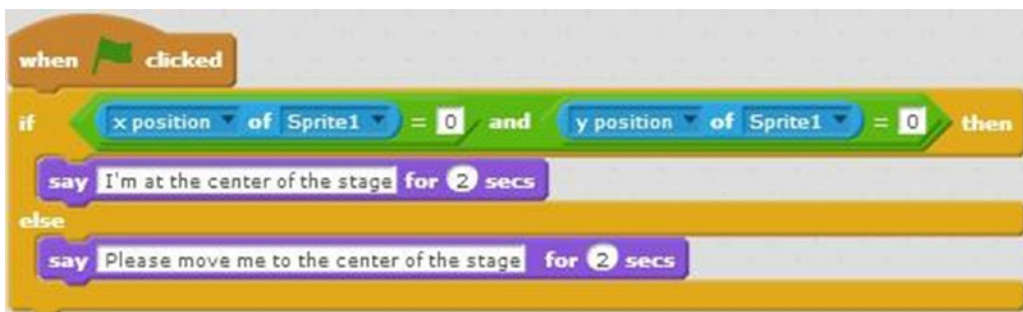 when clicked
if x position of Sprite1 = 0 and y position of Sprite1 = 0 then
say I'm at the center of the stage for 2 secs
else
say Please move me to the center of the stage for 2 secs